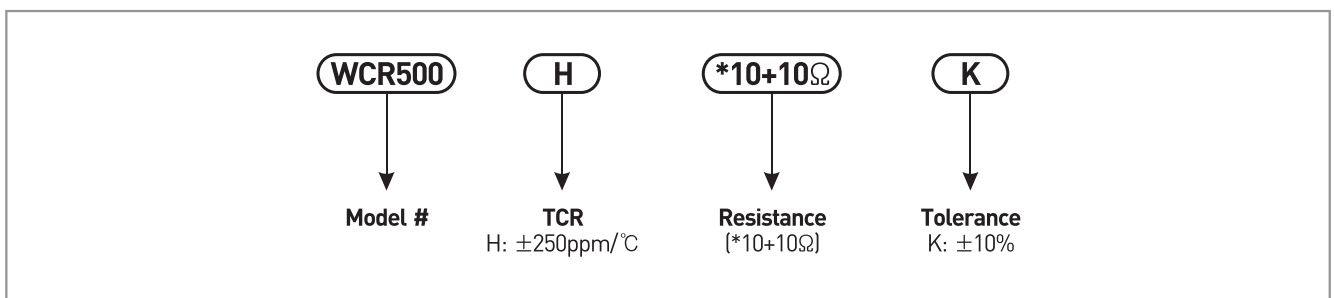 WCR500 H *10+10Ω K
Model # TCR Resistance Tolerance
H: ±250ppm/℃ (*10+10Ω) K: ±10%